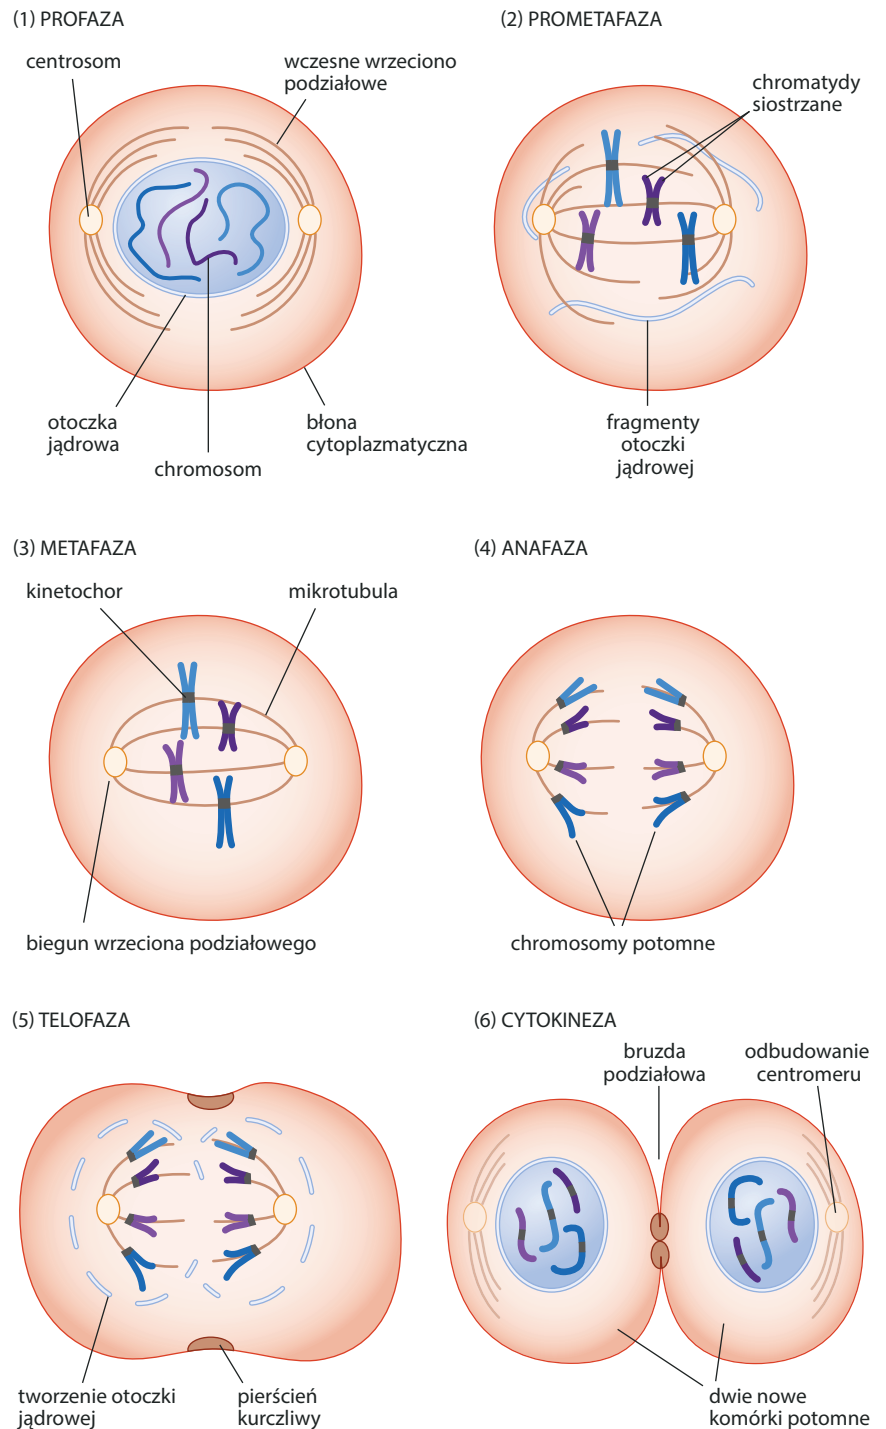 (1) PROFAZA
centrosom
wczesne wrzeciono
podziałowe
otoczka
jądrowa
chromosom
błona
cytoplazmatyczna
(2) PROMETAFAZA
chromatydy
siostrzane
fragmenty
otoczki
jądrowej
(3) METAFAZA
kinetochor
mikrotubula
biegun wrzeciona podziałowego
(4) ANAFAZA
chromosomy potomne
(5) TELOFAZA
tworzenie otoczki
jądrowej
pierścień
kurczliwy
(6) CYTOKINEZA
bruzda
podziałowa
odbudowanie
centromeru
dwie nowe
komórki potomne